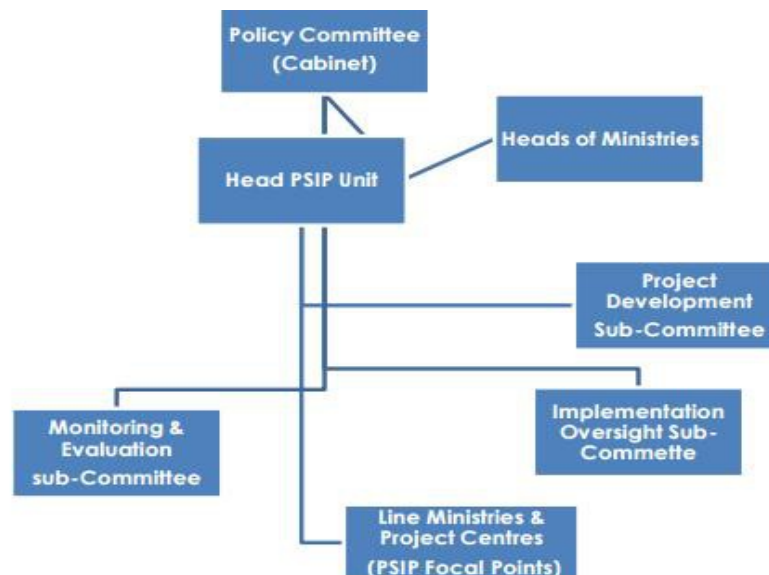 Policy Committee
(Cabinet)
Heads of Ministries
Head PSIP Unit
Project
Development
Sub-Committee
Monitoring &
Evaluation
sub-Committee
Implementation
Oversight Sub-
Commette
Line Ministries &
Project Centres
(PSIP Focal Points)